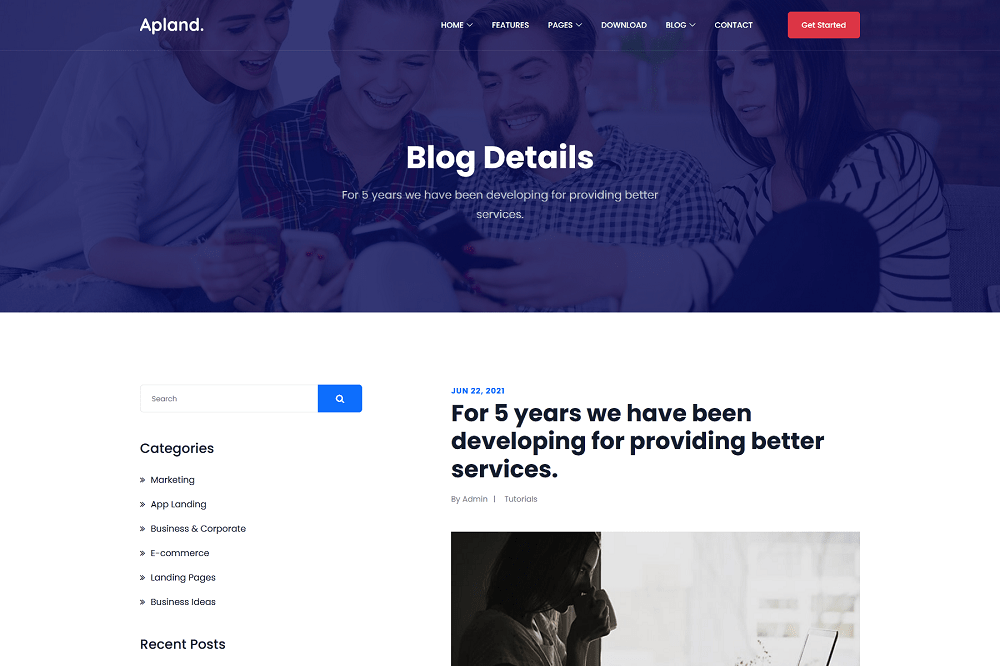 Apland.
HOME FEATURES PAGES DOWNLOAD BLOG CONTACT Get Started
Blog Details
For 5 years we have been developing for providing better
services.
Search
Categories
Marketing
App Landing
Business & Corporate
E-commerce
Landing Pages
Business Ideas
Recent Posts
JUN 22, 2021
For 5 years we have been
developing for providing better
services.
By Admin | Tutorials